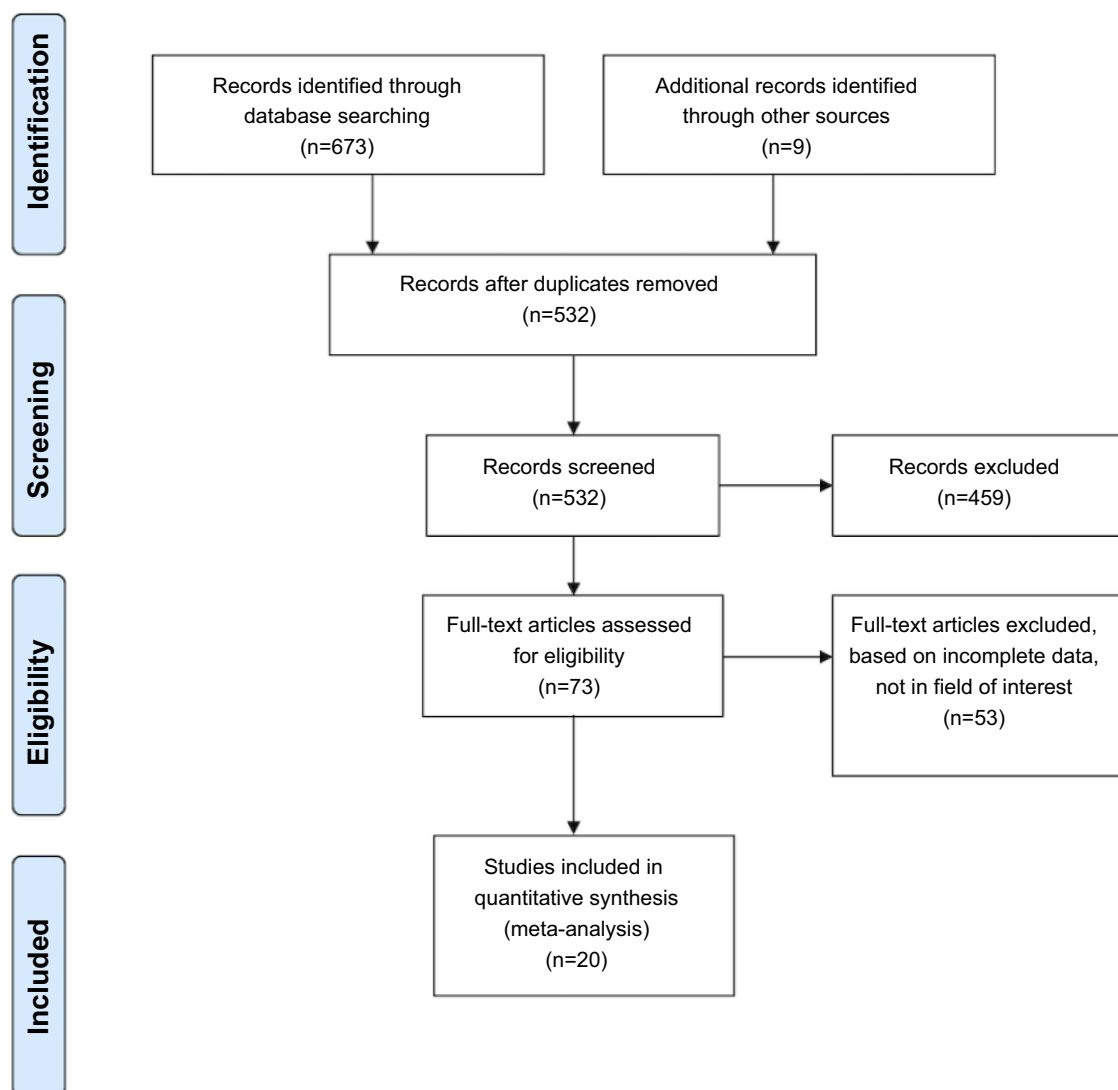 Identification
Records identified through
database searching
(n=673)
Additional records identified
through other sources
(n=9)
Records after duplicates removed
(n=532)
Screening
Records screened
(n=532)
Records excluded
(n=459)
Eligibility
Full-text articles assessed
for eligibility
(n=73)
Full-text articles excluded,
based on incomplete data,
not in field of interest
(n=53)
Included
Studies included in
quantitative synthesis
(meta-analysis)
(n=20)